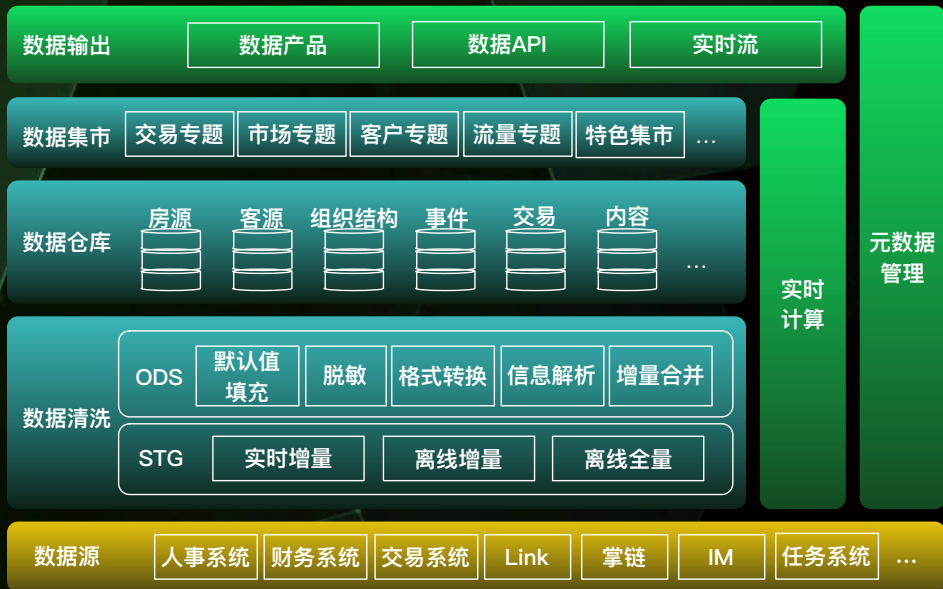 数据输出
数据产品
数据API
实时流
数据集市
交易专题
市场专题
客户专题
流量专题
特色集市
...
数据仓库
房源
客源
组织结构
事件
交易
内容
...
数据清洗
ODS
默认值
填充
脱敏
格式转换
信息解析
增量合并
STG
实时增量
离线增量
离线全量
实时
计算
元数据
管理
数据源
人事系统
财务系统
交易系统
Link
掌链
IM
任务系统
...